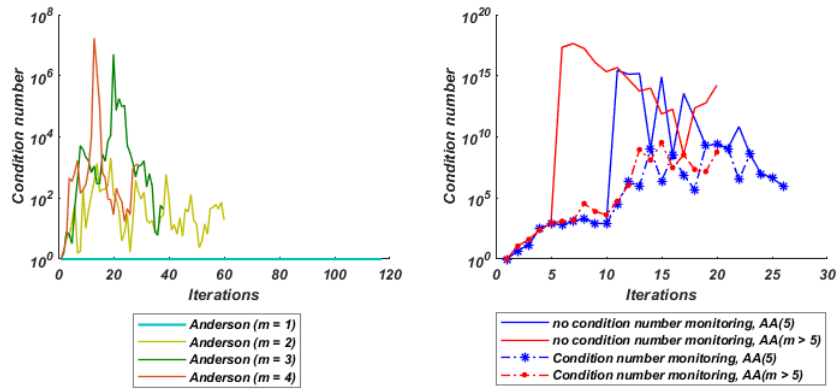 10^8
10^6
10^4
10^2
10^0
Condition number
0
20
40
60
80
100
120
Iterations
Anderson (m = 1)
Anderson (m = 2)
Anderson (m = 3)
Anderson (m = 4)
10^20
10^15
10^10
10^5
10^0
Condition number
0
5
10
15
20
25
30
Iterations
no condition number monitoring, AA(5)
no condition number monitoring, AA(m > 5)
Condition number monitoring, AA(5)
Condition number monitoring, AA(m > 5)